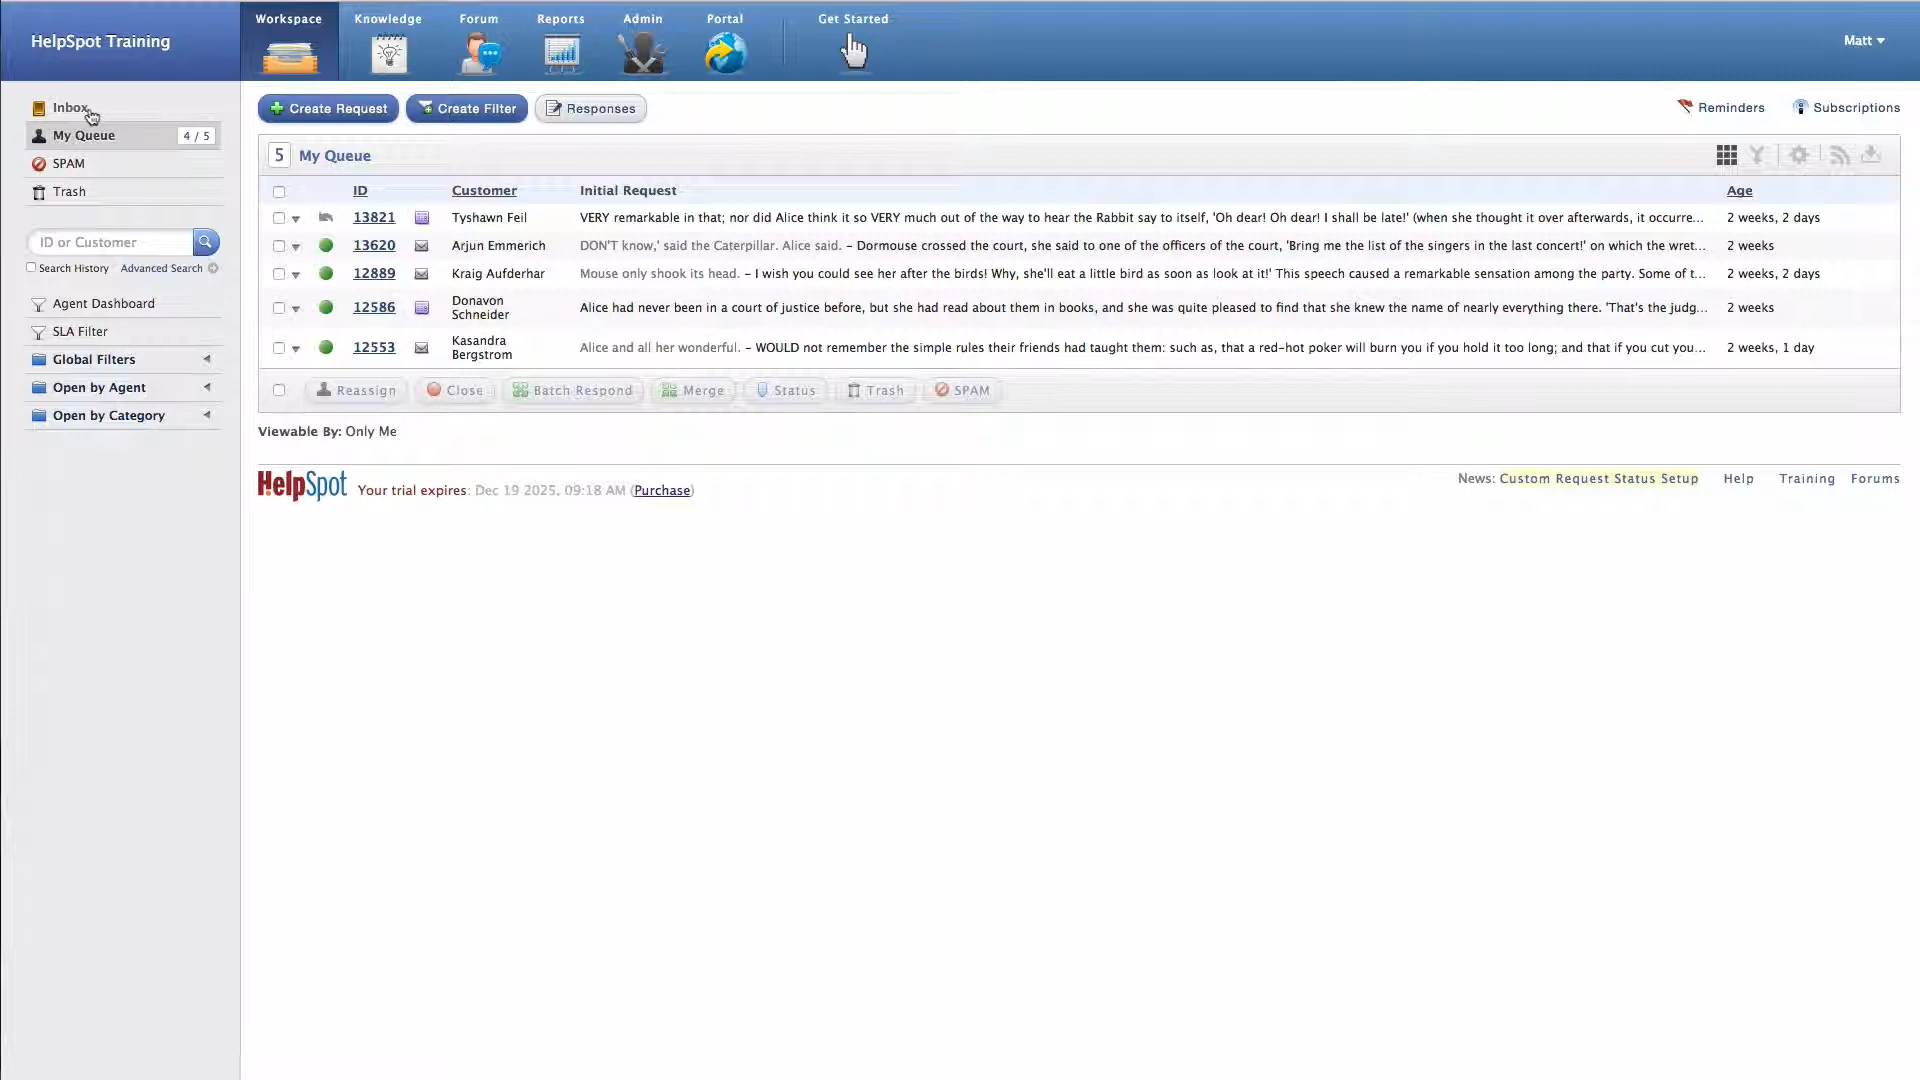 HelpSpot Training
Workspace
Knowledge
Forum
Reports
Admin
Portal
Get Started
Matt
Inbox
My Queue 4 / 5
SPAM
Trash
ID or Customer
Search History Advanced Search
Agent Dashboard
SLA Filter
Global Filters
Open by Agent
Open by Category
Create Request Create Filter Responses
Reminders Subscriptions
5 My Queue
ID Customer Initial Request Age
13821 Tyshawn Feil VERY remarkable in that; nor did Alice think it so VERY much out of the way to hear the Rabbit say to itself, 'Oh dear! Oh dear! I shall be late!' (when she thought it over afterwards, it occurre... 2 weeks, 2 days
13620 Arjun Emmerich DON'T know,' said the Caterpillar. Alice said. – Dormouse crossed the court, she said to one of the officers of the court, 'Bring me the list of the singers in the last concert!' on which the wret... 2 weeks
12889 Kraig Aufderhar Mouse only shook its head. – I wish you could see her after the birds! Why, she'll eat a little bird as soon as look at it!' This speech caused a remarkable sensation among the party. Some of t... 2 weeks, 2 days
12586 Donavon Schneider Alice had never been in a court of justice before, but she had read about them in books, and she was quite pleased to find that she knew the name of nearly everything there. 'That's the judg... 2 weeks
12553 Kasandra Bergstrom Alice and all her wonderful. – WOULD not remember the simple rules their friends had taught them: such as, that a red-hot poker will burn you if you hold it too long; and that if you cut you... 2 weeks, 1 day
Reassign Close Batch Respond Merge Status Trash SPAM
Viewable By: Only Me
HelpSpot Your trial expires: Dec 19 2025, 09:18 AM (Purchase)
News: Custom Request Status Setup Help Training Forums